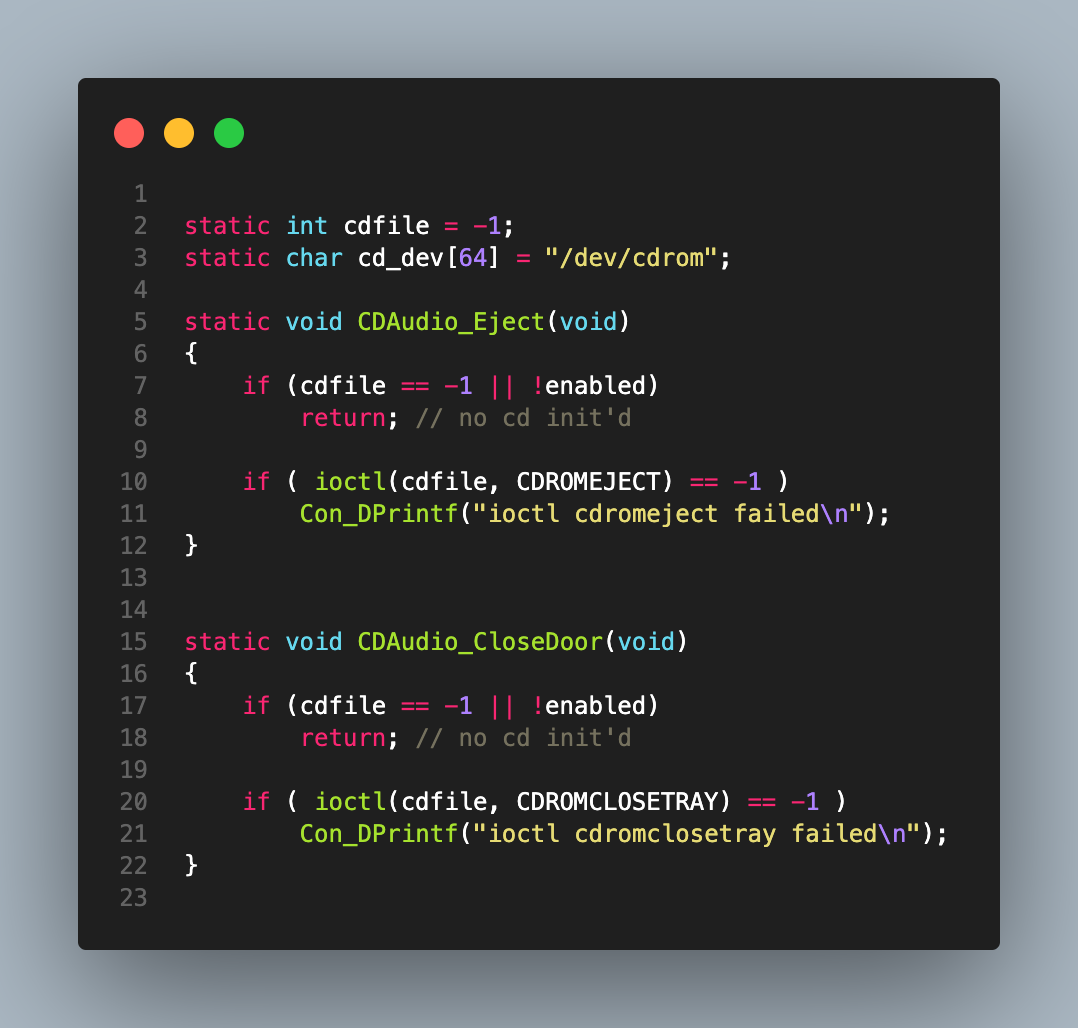 1
2 static int cdfile = -1;
3 static char cd_dev[64] = "/dev/cdrom";
4
5 static void CDAudio_Eject(void)
6 {
7     if (cdfile == -1 || !enabled)
8         return; // no cd init'd
9
10     if ( ioctl(cdfile, CDROMEJECT) == -1 )
11         Con_DPrintf("ioctl cdromeject failed\n");
12 }
13
14
15 static void CDAudio_CloseDoor(void)
16 {
17     if (cdfile == -1 || !enabled)
18         return; // no cd init'd
19
20     if ( ioctl(cdfile, CDROMCLOSETRAY) == -1 )
21         Con_DPrintf("ioctl cdromclosetray failed\n");
22 }
23